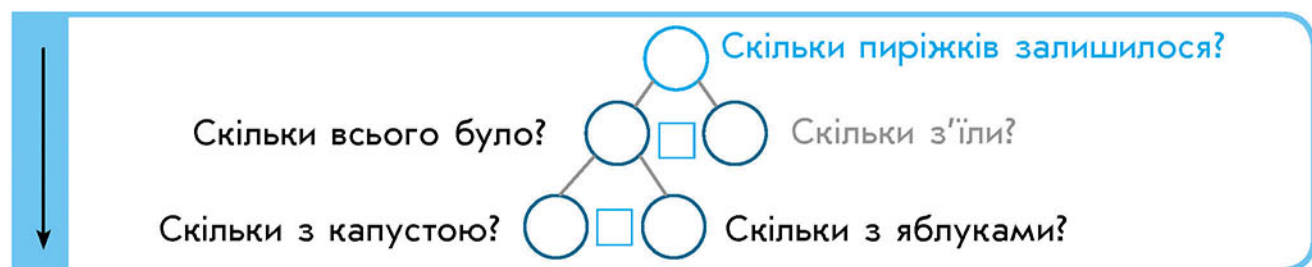 Скільки пиріжків залишилося?
Скільки всього було? Скільки з'їли?
Скільки з капустою? Скільки з яблуками?